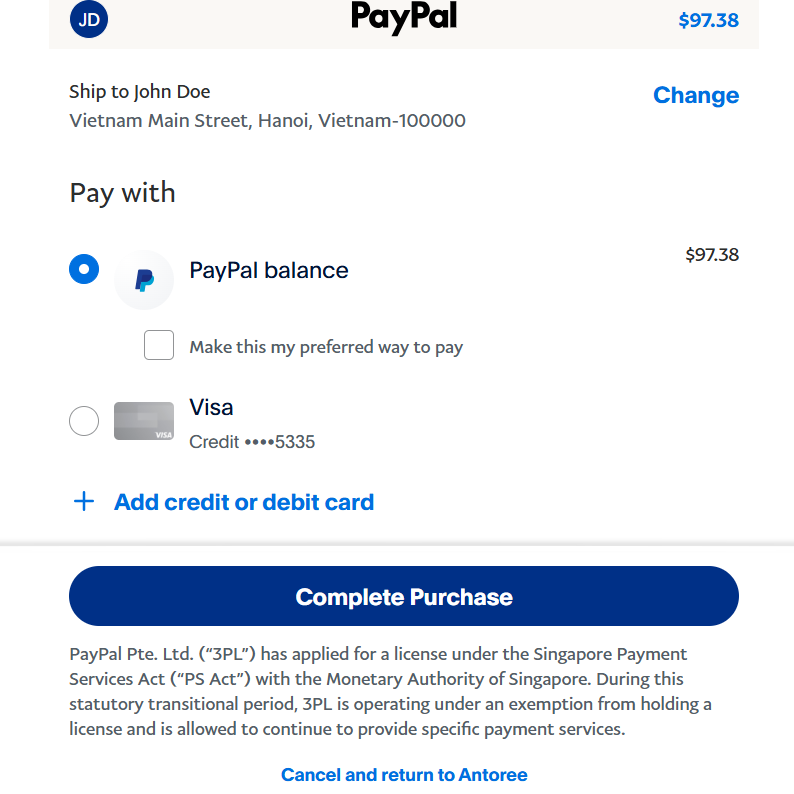 JD
PayPal
$97.38
Ship to John Doe
Change
Vietnam Main Street, Hanoi, Vietnam-100000
Pay with
PayPal balance
$97.38
Make this my preferred way to pay
Visa
VISA
Credit ••••5335
+ Add credit or debit card
Complete Purchase
PayPal Pte. Ltd. (“3PL”) has applied for a license under the Singapore Payment
Services Act (“PS Act”) with the Monetary Authority of Singapore. During this
statutory transitional period, 3PL is operating under an exemption from holding a
license and is allowed to continue to provide specific payment services.
Cancel and return to Antoree